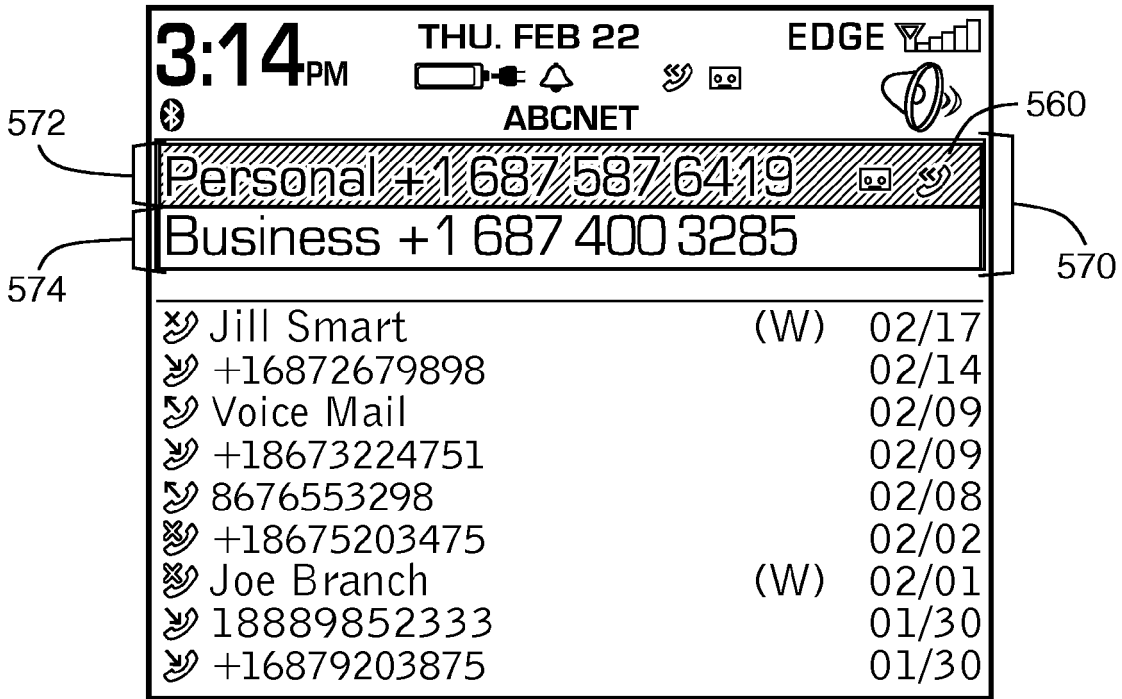 3:14PM THU. FEB 22 EDGE
ABCNET
560
572
Personal +1 687 587 6419
Business +1 687 400 3285
570
574
Jill Smart (W) 02/17
+16872679898 02/14
Voice Mail 02/09
+18673224751 02/09
8676553298 02/08
+18675203475 02/02
Joe Branch (W) 02/01
18889852333 01/30
+16879203875 01/30